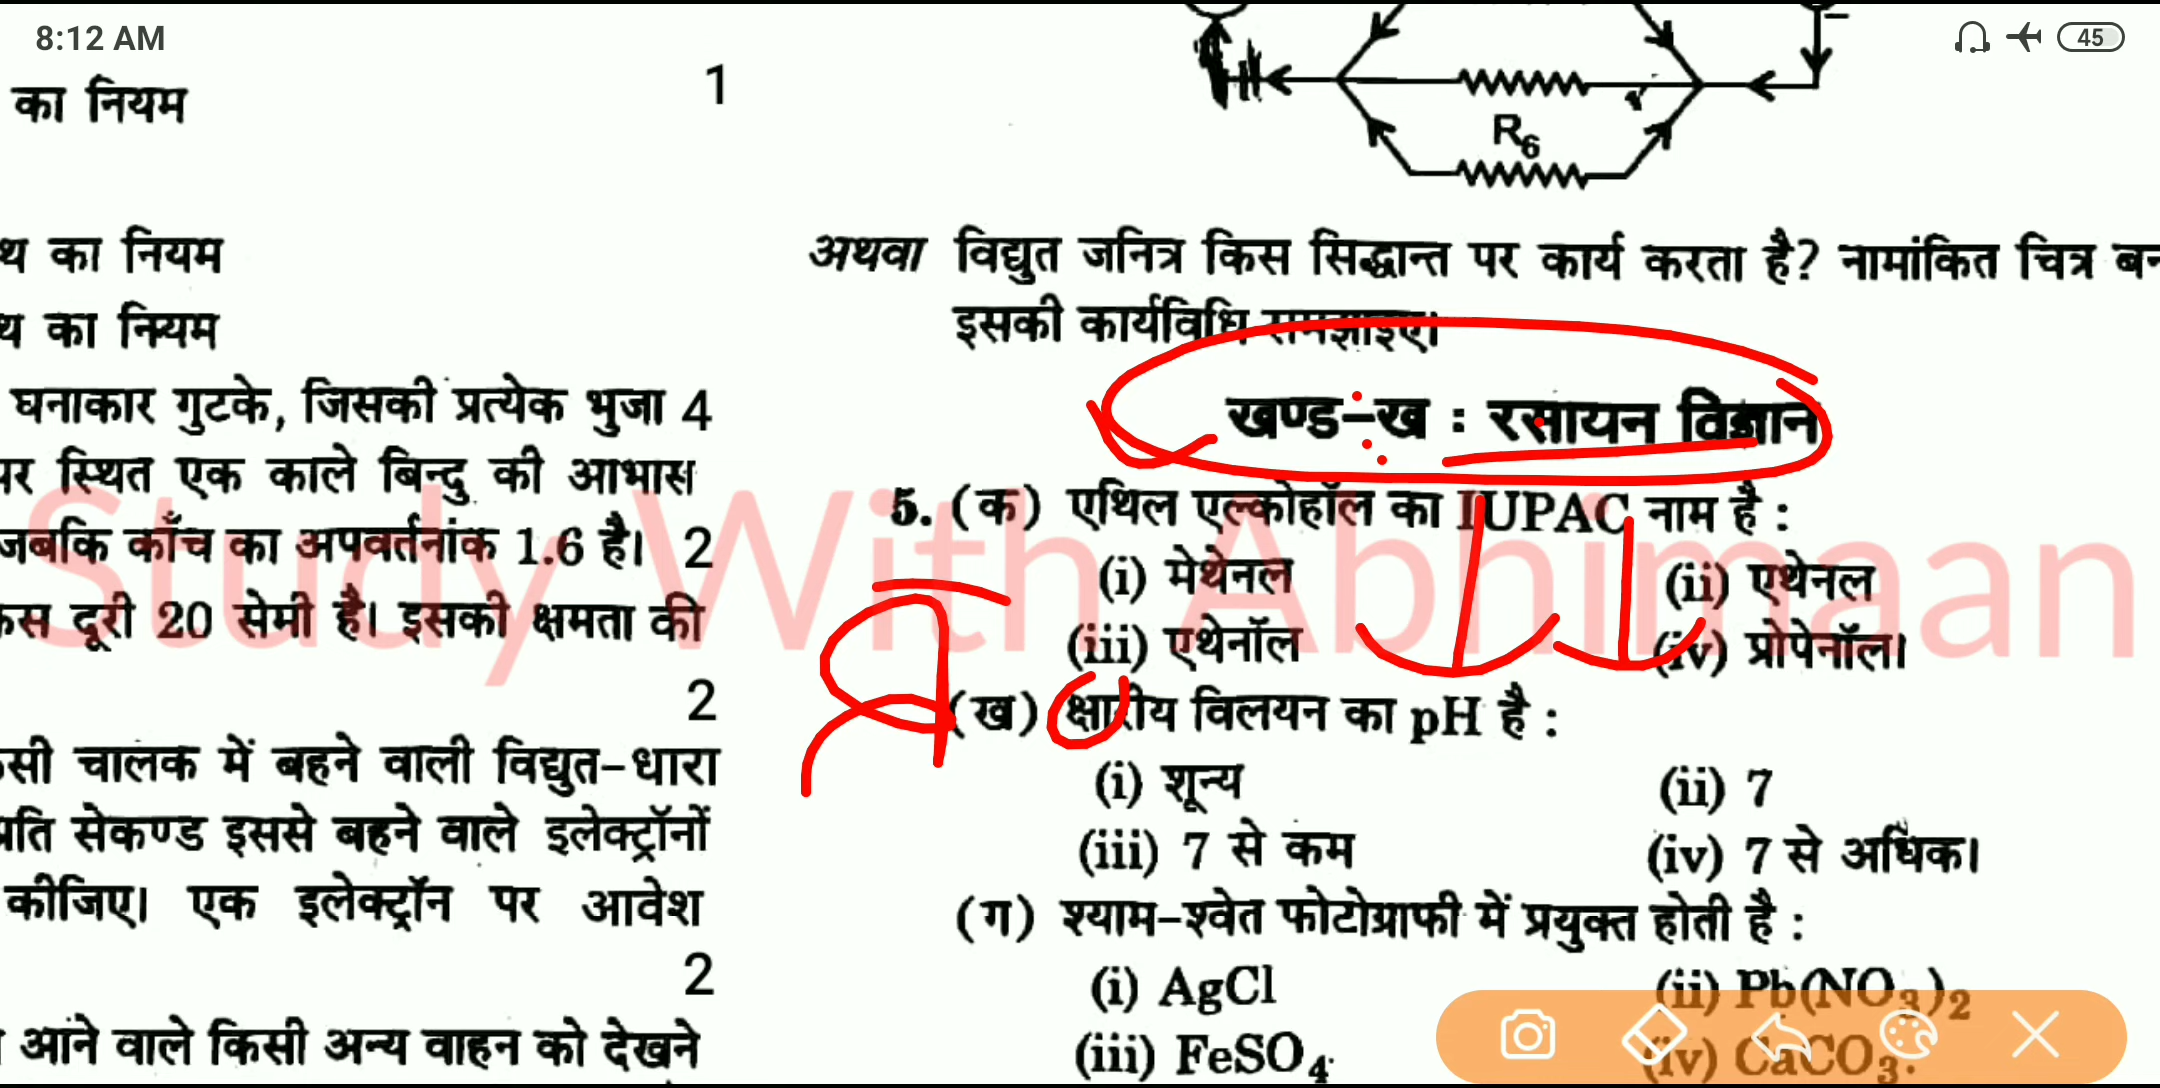 8:12 AM
45
का नियम 1
थ का नियम
थ का नियम
घनाकार गुटके, जिसकी प्रत्येक भुजा 4
पर स्थित एक काले बिन्दु की आभासी
जबकि काँच का अपवर्तनांक 1.6 है। 2
कस दूरी 20 सेमी है। इसकी क्षमता की
2
सी चालक में बहने वाली विद्युत-धारा
प्रति सेकण्ड इससे बहने वाले इलेक्ट्रॉनों
कीजिए। एक इलेक्ट्रॉन पर आवेश
2
आने वाले किसी अन्य वाहन को देखने
R6
अथवा विद्युत जनित्र किस सिद्धान्त पर कार्य करता है? नामांकित चित्र
इसकी कार्यविधि समझाइए।
खण्ड-ख : रसायन विज्ञान
5. (क) एथिल एल्कोहॉल का IUPAC नाम है :
(i) मेथेनल (ii) एथेनल
(iii) एथेनॉल (iv) प्रोपेनॉल।
(ख) क्षारीय विलयन का pH है :
(i) शून्य (ii) 7
(iii) 7 से कम (iv) 7 से अधिक।
(ग) श्याम-श्वेत फोटोग्राफी में प्रयुक्त होती है :
(i) AgCl (ii) Pb(NO3)2
(iii) FeSO4. (iv) CaCO3.
Study With Abhimaan